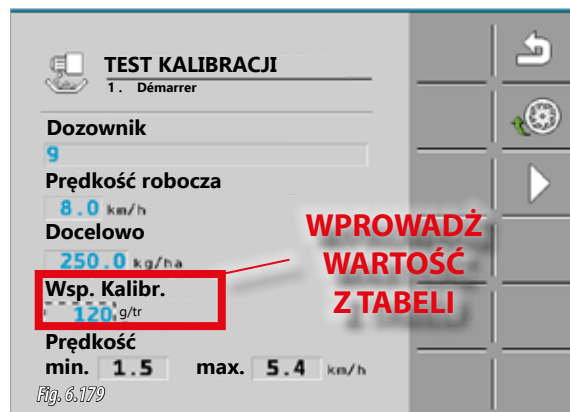 TEST KALIBRACJI
1. Démarrer
Dozownik
9
Prędkość robocza
8.0 km/h
Docelowo
250.0 kg/ha
Wsp. Kalibr.
120 g/tr
Prędkość
min. 1.5 max. 5.4 km/h
WPROWADŹ
WARTOŚĆ
Z TABELI
Fig. 6.179